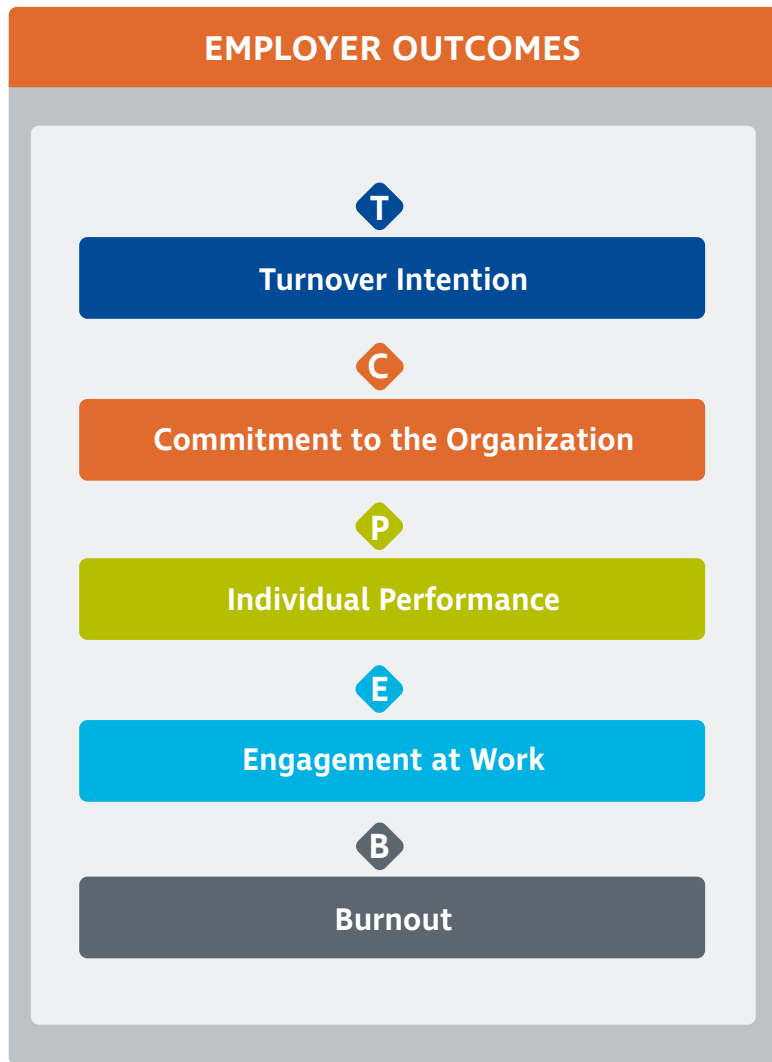 EMPLOYER OUTCOMES
T
Turnover Intention
C
Commitment to the Organization
P
Individual Performance
E
Engagement at Work
B
Burnout